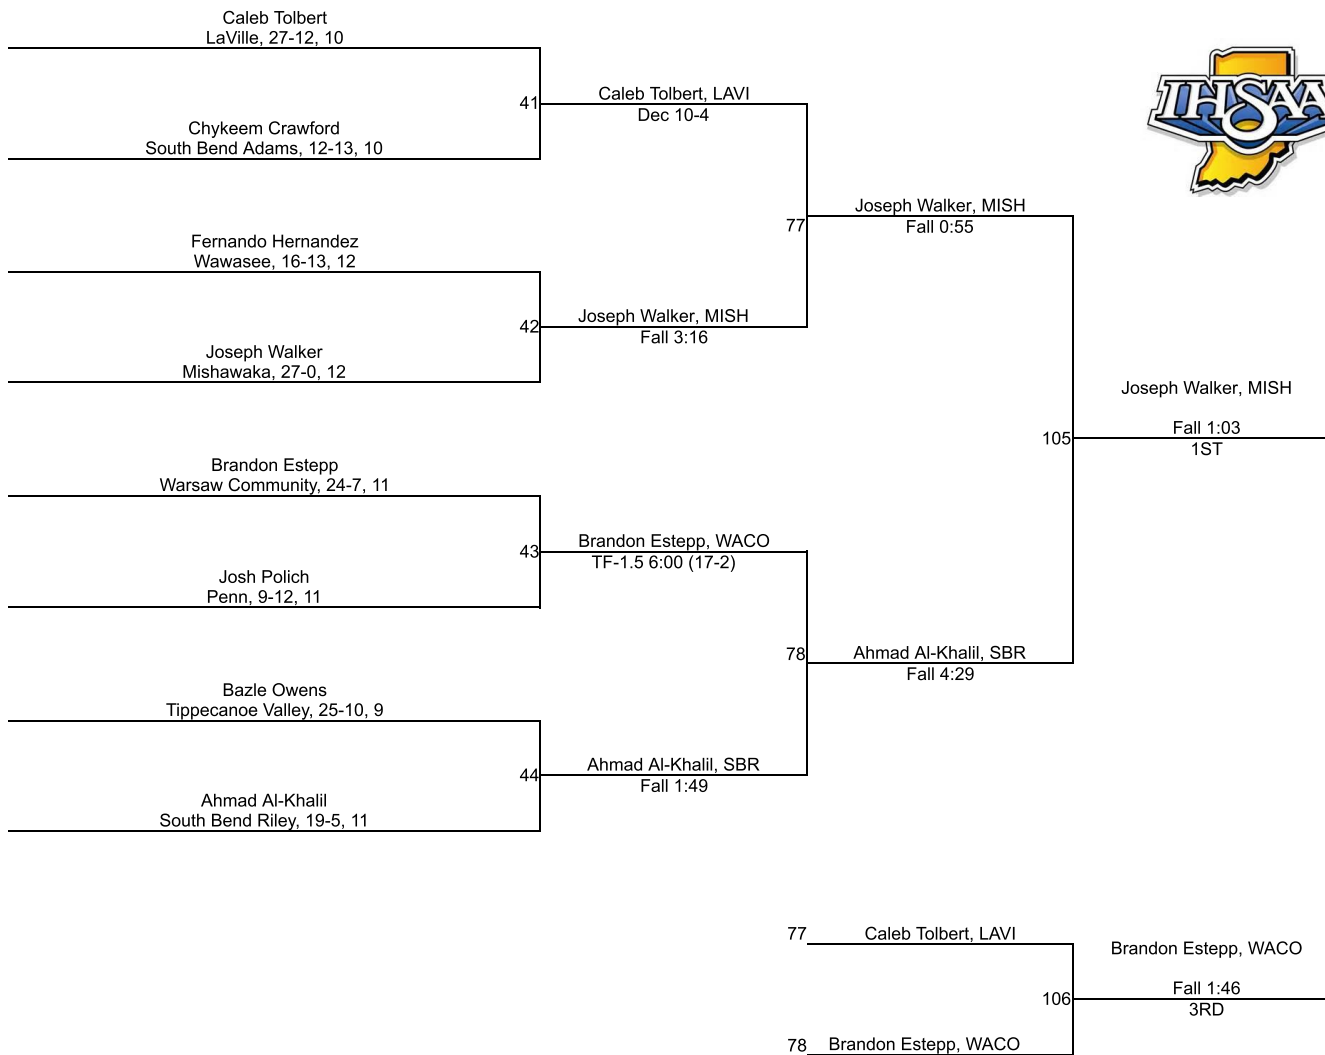 Caleb Tolbert
LaVille, 27-12, 10
Chykeem Crawford
South Bend Adams, 12-13, 10
Fernando Hernandez
Wawasee, 16-13, 12
Joseph Walker
Mishawaka, 27-0, 12
Brandon Estepp
Warsaw Community, 24-7, 11
Josh Polich
Penn, 9-12, 11
Bazle Owens
Tippecanoe Valley, 25-10, 9
Ahmad Al-Khalil
South Bend Riley, 19-5, 11
41
Caleb Tolbert, LAVI
Dec 10-4
42
Joseph Walker, MISH
Fall 3:16
43
Brandon Estepp, WACO
TF-1.5 6:00 (17-2)
44
Ahmad Al-Khalil, SBR
Fall 1:49
77
Joseph Walker, MISH
Fall 0:55
78
Ahmad Al-Khalil, SBR
Fall 4:29
IHSAA
105
Joseph Walker, MISH
Fall 1:03
1ST
77
Caleb Tolbert, LAVI
78
Brandon Estepp, WACO
106
Brandon Estepp, WACO
Fall 1:46
3RD